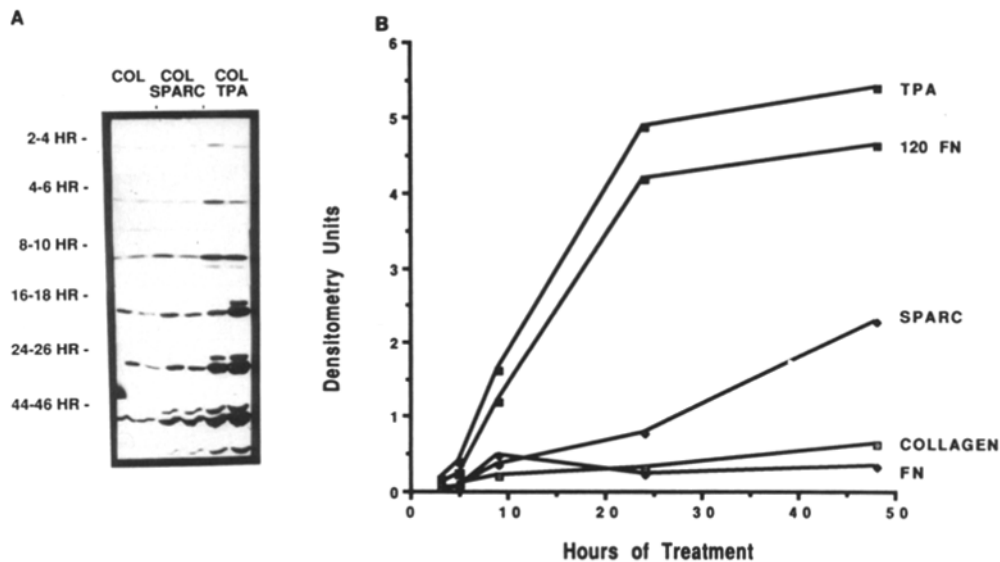 A
COL COL COL
SPARC TPA
2-4 HR -
4-6 HR -
8-10 HR -
16-18 HR -
24-26 HR -
44-46 HR -
B
Densitometry Units
6
5
4
3
2
1
0
0 10 20 30 40 50
Hours of Treatment
TPA
120 FN
SPARC
COLLAGEN
FN